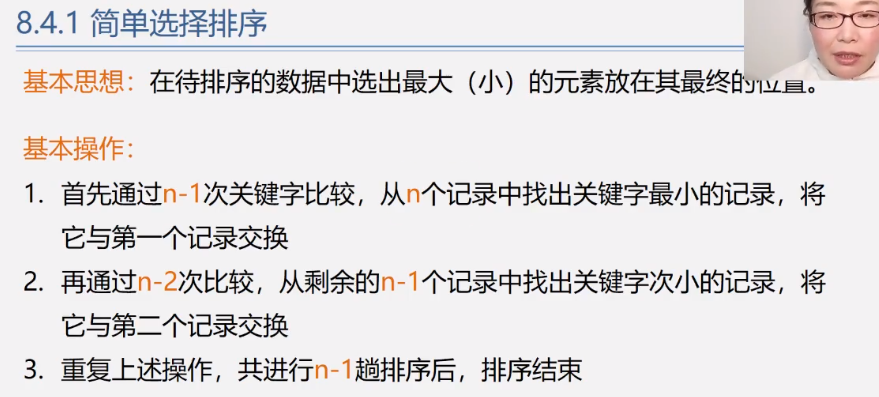 8.4.1 简单选择排序
基本思想：在待排序的数据中选出最大（小）的元素放在其最终的位置。
基本操作：
1. 首先通过n-1次关键字比较，从n个记录中找出关键字最小的记录，将
它与第一个记录交换
2. 再通过n-2次比较，从剩余的n-1个记录中找出关键字次小的记录，将
它与第二个记录交换
3. 重复上述操作，共进行n-1趟排序后，排序结束